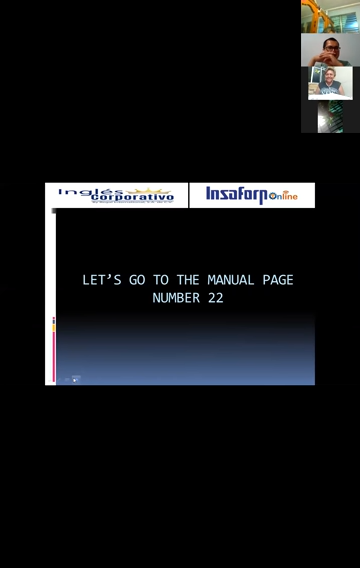 Inglés
Corporativo
Insaforp Online
LET’S GO TO THE MANUAL PAGE
NUMBER 22